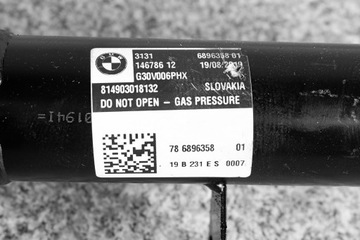 BMW
3131 6896358 01
146786 12 19/08/2019
G30V006PHX
814903018132 SLOVAKIA
DO NOT OPEN - GAS PRESSURE
78 6896358 01
19 B 231 E S 0007